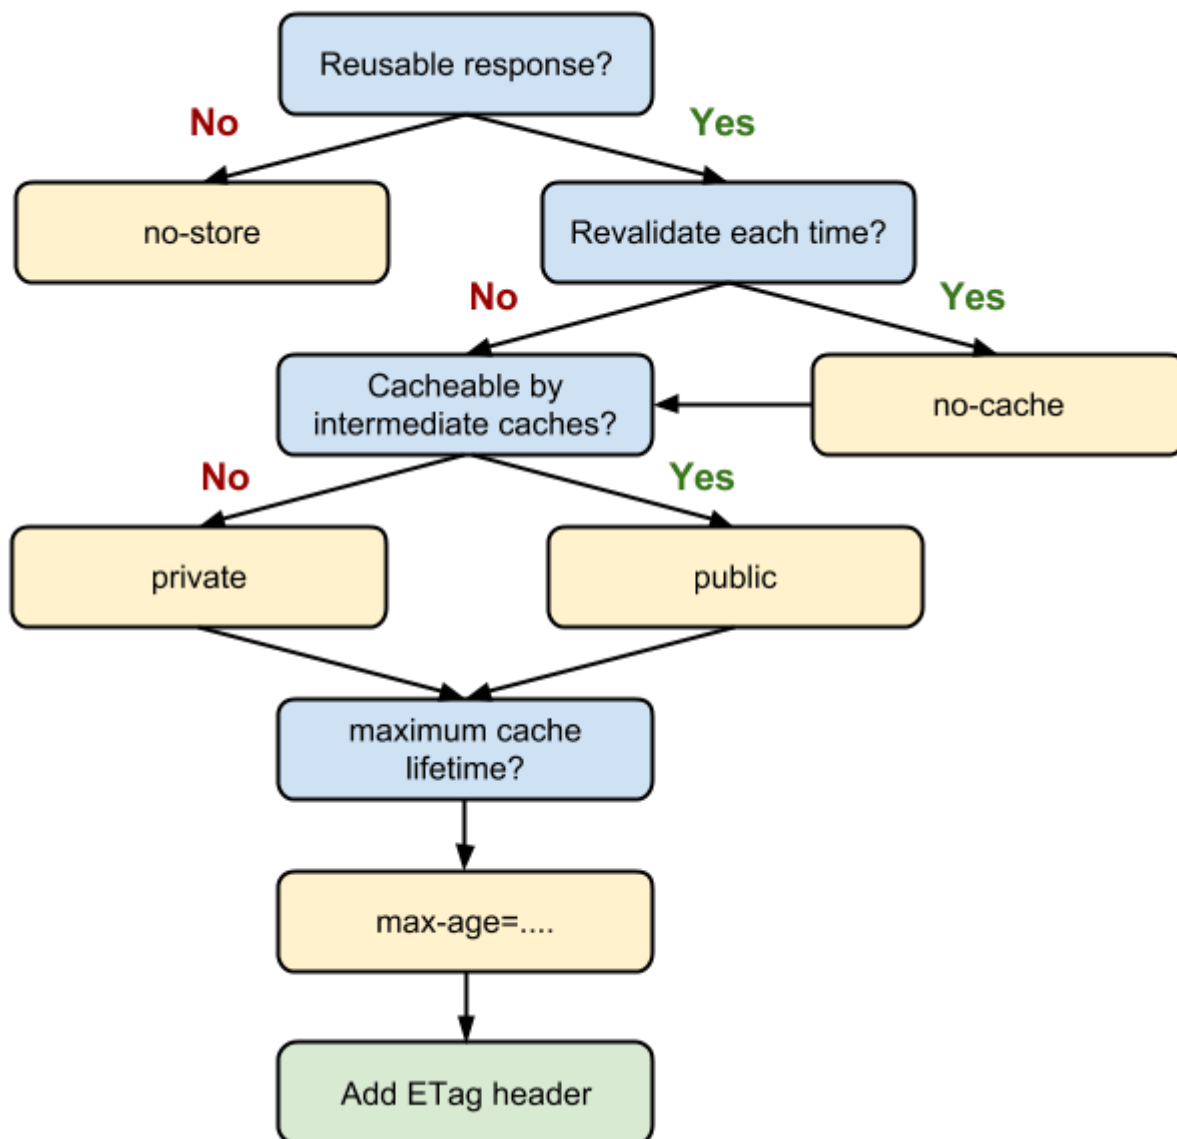 Reusable response?
No
Yes
no-store
Revalidate each time?
No
Yes
Cacheable by
intermediate caches?
no-cache
No
Yes
private
public
maximum cache
lifetime?
max-age=....
Add ETag header